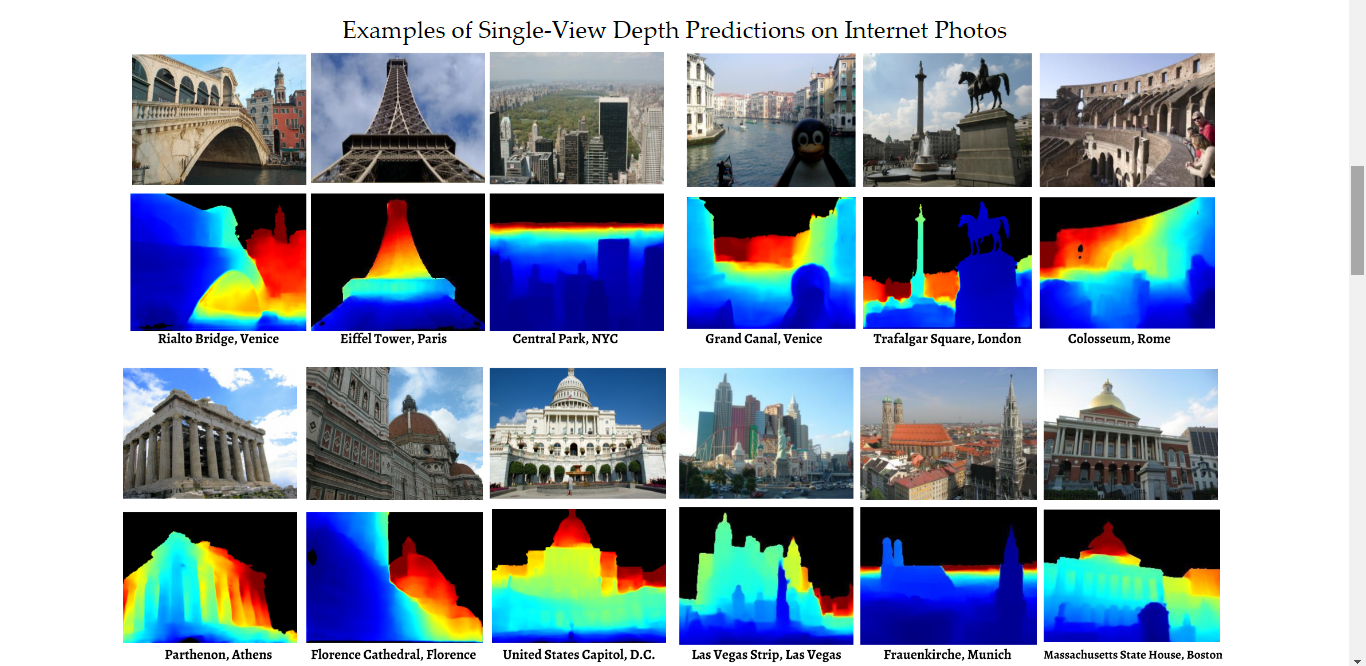 Examples of Single-View Depth Predictions on Internet Photos
Rialto Bridge, Venice
Eiffel Tower, Paris
Central Park, NYC
Grand Canal, Venice
Trafalgar Square, London
Colosseum, Rome
Parthenon, Athens
Florence Cathedral, Florence
United States Capitol, D.C.
Las Vegas Strip, Las Vegas
Frauenkirche, Munich
Massachusetts State House, Boston